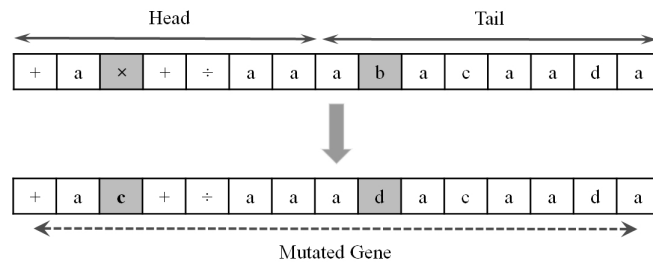 Head Tail
+ a × + ÷ a a a b a c a a d a
+ a c + ÷ a a a d a c a a d a
Mutated Gene